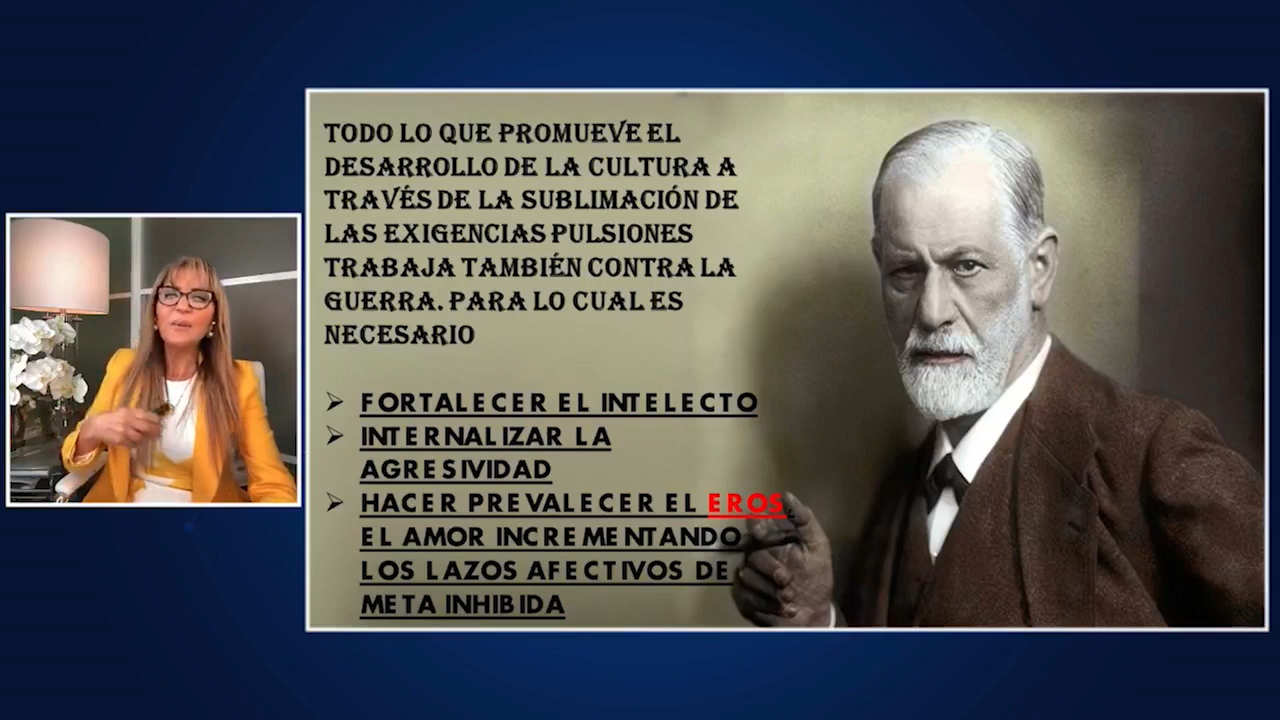 TODO LO QUE PROMUEVE EL
DESARROLLO DE LA CULTURA A
TRAVÉS DE LA SUBLIMACIÓN DE
LAS EXIGENCIAS PULSIONES
TRABAJA TAMBIÉN CONTRA LA
GUERRA. PARA LO CUAL ES
NECESARIO
➢ FORTALECER EL INTELECTO
➢ INTERNALIZAR LA
AGRESIVIDAD
➢ HACER PREVALECER EL EROS
EL AMOR INCREMENTANDO
LOS LAZOS AFECTIVOS DE
META INHIBIDA